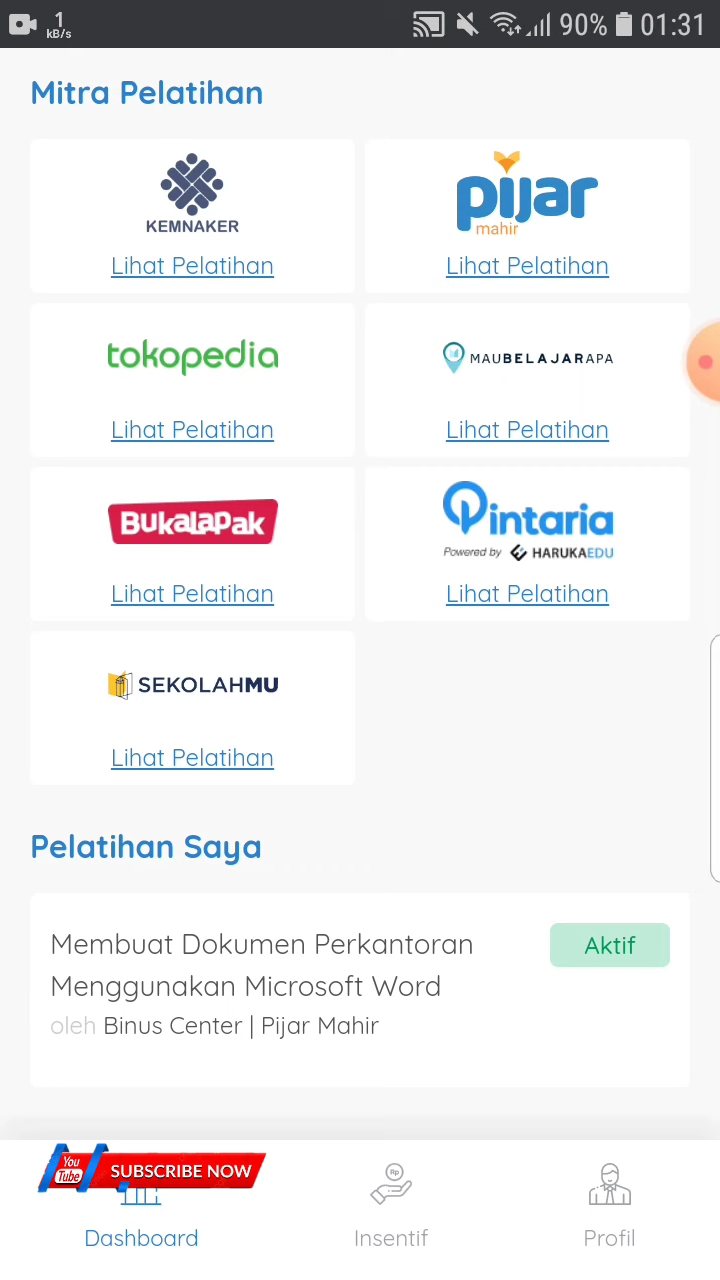 1
kB/s
90%
01:31
Mitra Pelatihan
KEMNAKER
Lihat Pelatihan
pijar
mahir
Lihat Pelatihan
tokopedia
Lihat Pelatihan
MAUBELAJARAPA
Lihat Pelatihan
BukalaPak
Lihat Pelatihan
Pintaria
Powered by HARUKAEDU
Lihat Pelatihan
SEKOLAHMU
Lihat Pelatihan
Pelatihan Saya
Membuat Dokumen Perkantoran
Menggunakan Microsoft Word
Aktif
oleh Binus Center | Pijar Mahir
You
Tube
SUBSCRIBE NOW
Rp
Dashboard
Insentif
Profil